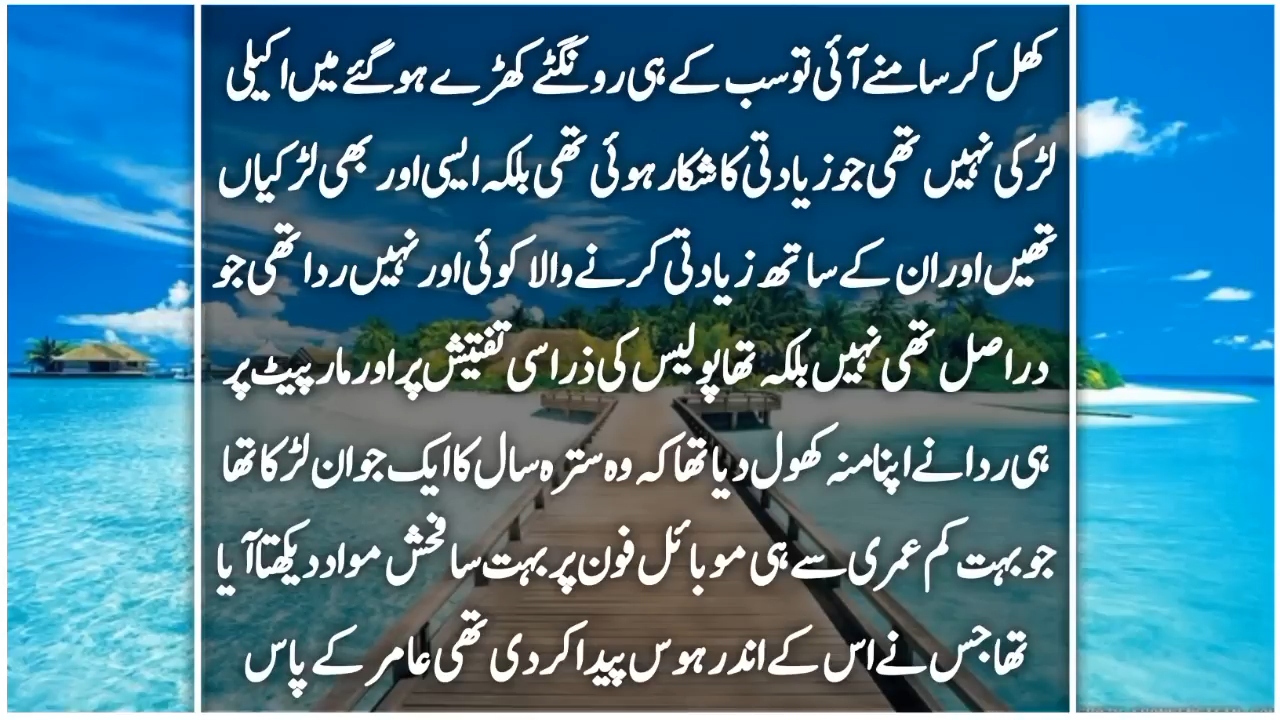 کھل کر سامنے آئی تو سب کے ہی رونگٹے کھڑے ہو گئے میں اکیلی
لڑکی نہیں تھی جو زیادتی کا شکار ہوئی تھی بلکہ ایسی اور بھی لڑکیاں
تھیں اور ان کے ساتھ زیادتی کرنے والا کوئی اور نہیں ردا تھی جو
دراصل تھی نہیں بلکہ تھا پولیس کی ذرا سی تفتیش پر اور مار پیٹ پر
ہی ردا نے اپنا منہ کھول دیا تھا کہ وہ سترہ سال کا ایک جوان لڑکا تھا
جو بہت کم عمری سے ہی موبائل فون پر بہت سا فحش مواد دیکھتا آیا
تھا جس نے اس کے اندر ہوس پیدا کر دی تھی عامر کے پاس